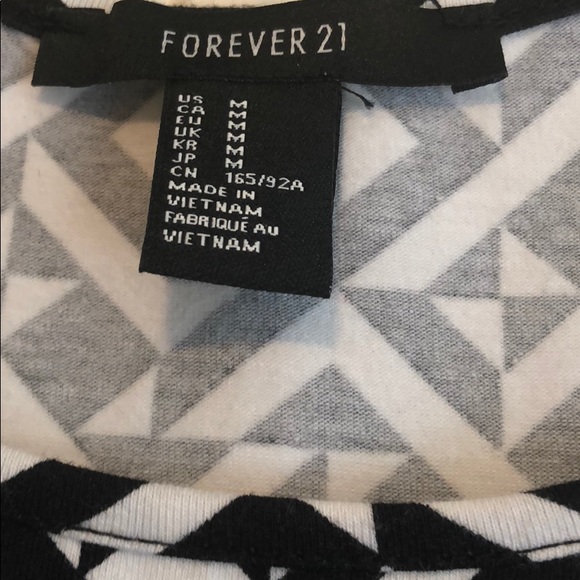 FOREVER 21
US M
CA M
EU M
UK M
KR M
JP M
CN 165/92A
MADE IN
VIETNAM
FABRIQUÉ AU
VIETNAM